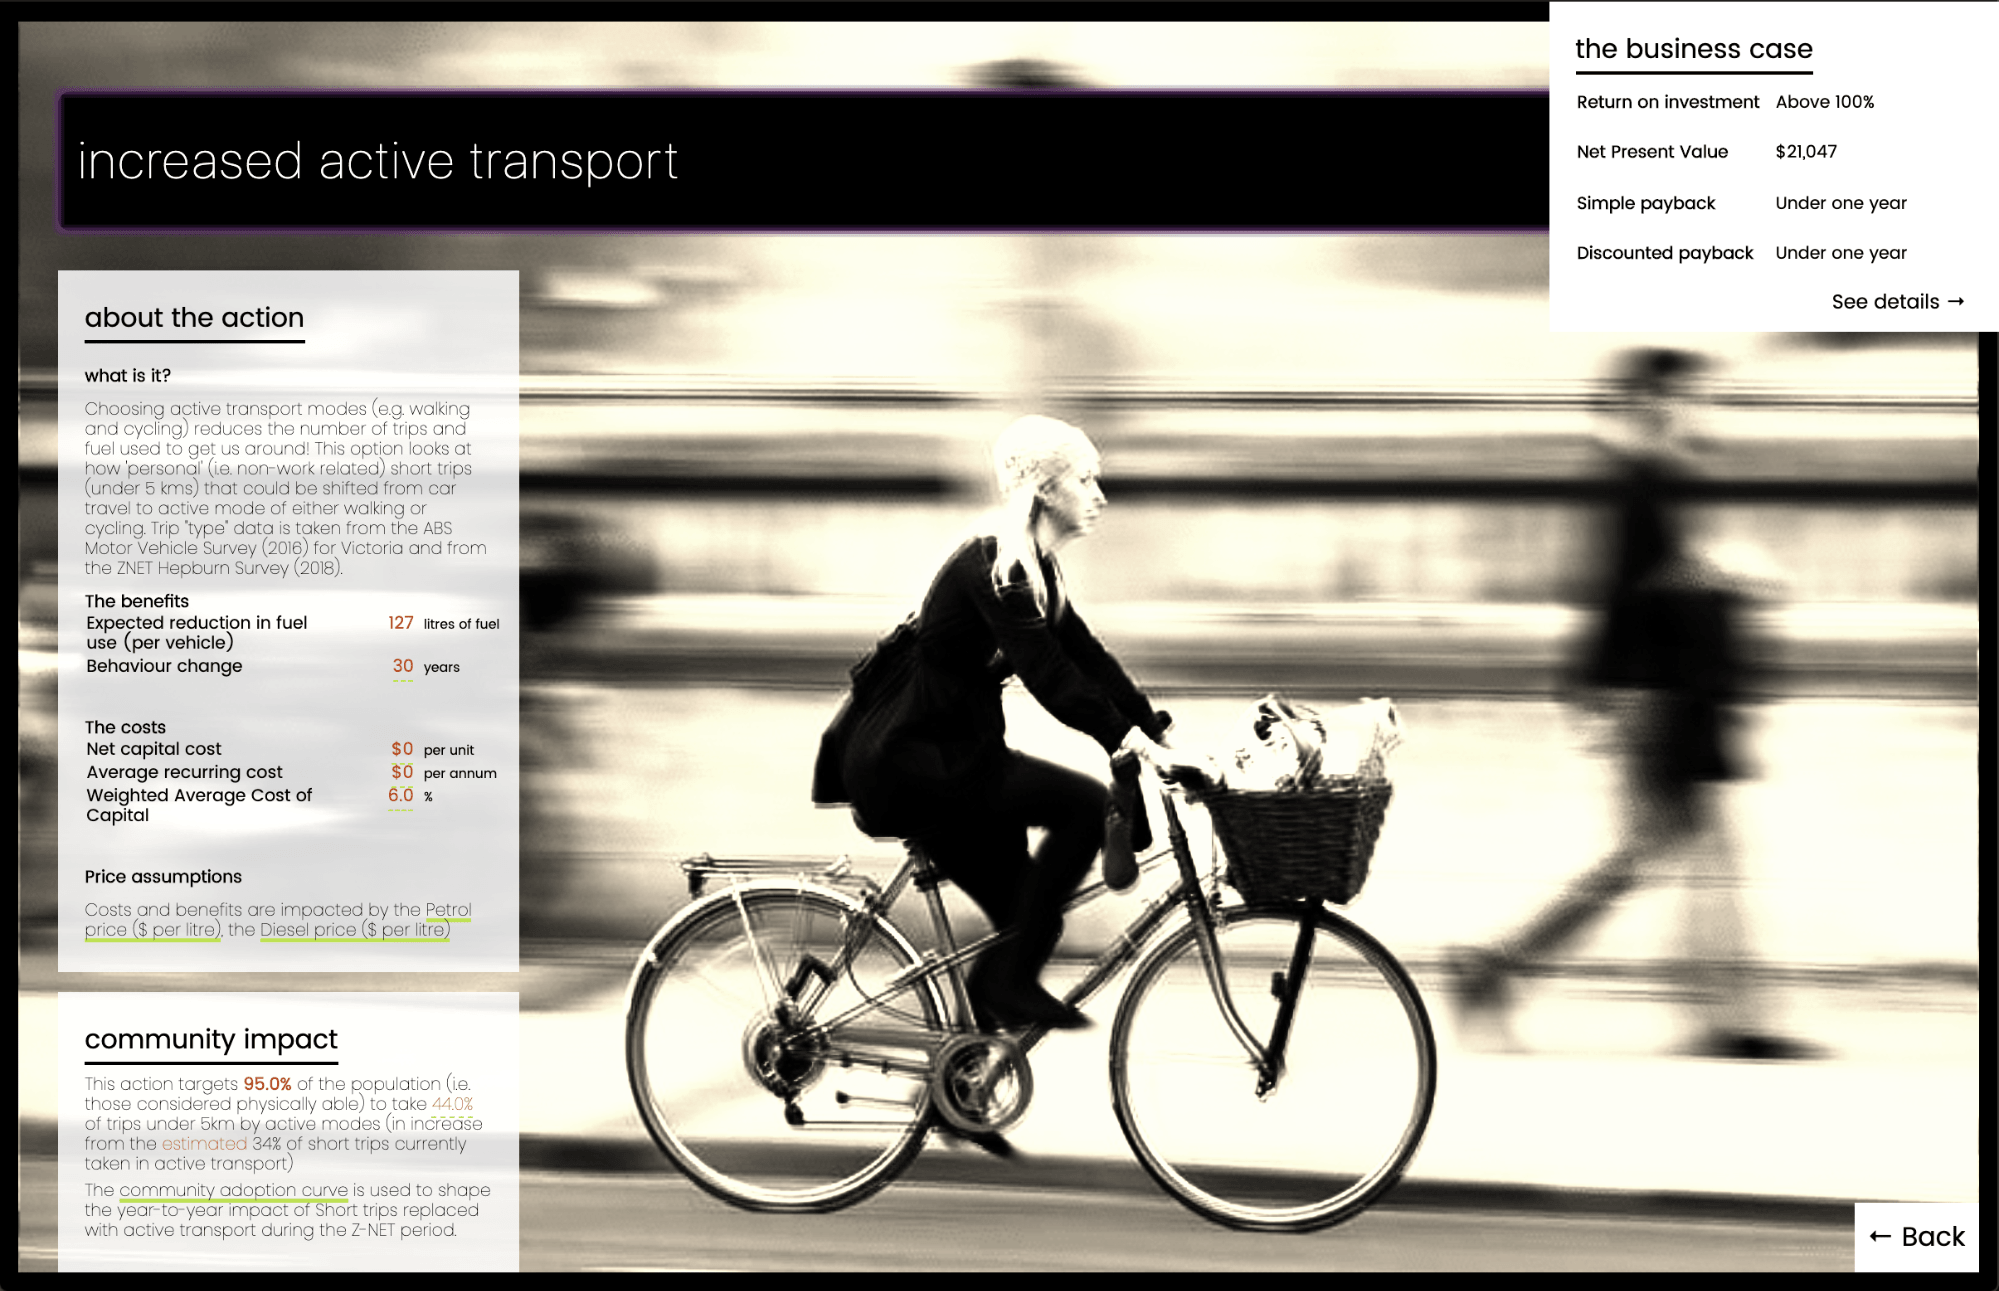 increased active transport
the business case
Return on investment Above 100%
Net Present Value $21,047
Simple payback Under one year
Discounted payback Under one year
See details →
about the action
what is it?
Choosing active transport modes (e.g. walking
and cycling) reduces the number of trips and
fuel used to get us around! This option looks at
how 'personal' (i.e. non-work related) short trips
(under 5 kms) that could be shifted from car
travel to active mode of either walking or
cycling. Trip "type" data is taken from the ABS
Motor Vehicle Survey (2016) for Victoria and from
the ZNET Hepburn Survey (2018).
The benefits
Expected reduction in fuel 127 litres of fuel
use (per vehicle)
Behaviour change 30 years
The costs
Net capital cost $0 per unit
Average recurring cost $0 per annum
Weighted Average Cost of 6.0 %
Capital
Price assumptions
Costs and benefits are impacted by the Petrol
price ($ per litre), the Diesel price ($ per litre)
community impact
This action targets 95.0% of the population (i.e.
those considered physically able) to take 44.0%
of trips under 5km by active modes (in increase
from the estimated 34% of short trips currently
taken in active transport)
The community adoption curve is used to shape
the year-to-year impact of Short trips replaced
with active transport during the Z-NET period.
← Back